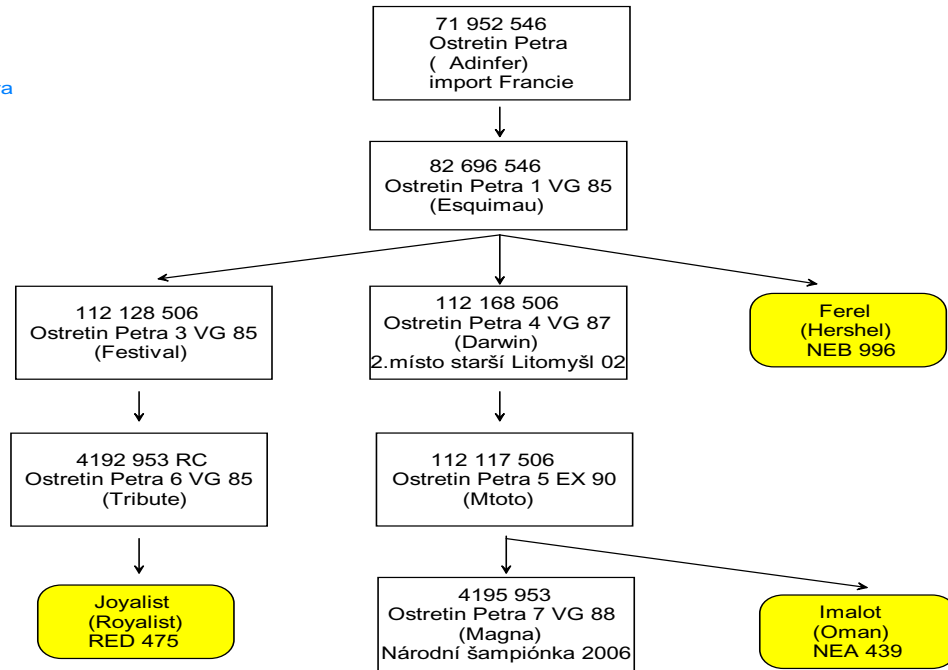 71 952 546
Ostretin Petra
( Adinfer)
import Francie
82 696 546
Ostretin Petra 1 VG 85
(Esquimau)
112 128 506
Ostretin Petra 3 VG 85
(Festival)
112 168 506
Ostretin Petra 4 VG 87
(Darwin)
2.místo starší Litomyšl 02
Ferel
(Hershel)
NEB 996
4192 953 RC
Ostretin Petra 6 VG 85
(Tribute)
112 117 506
Ostretin Petra 5 EX 90
(Mtoto)
Joyalist
(Royalist)
RED 475
4195 953
Ostretin Petra 7 VG 88
(Magna)
Národní šampiónka 2006
Imalot
(Oman)
NEA 439